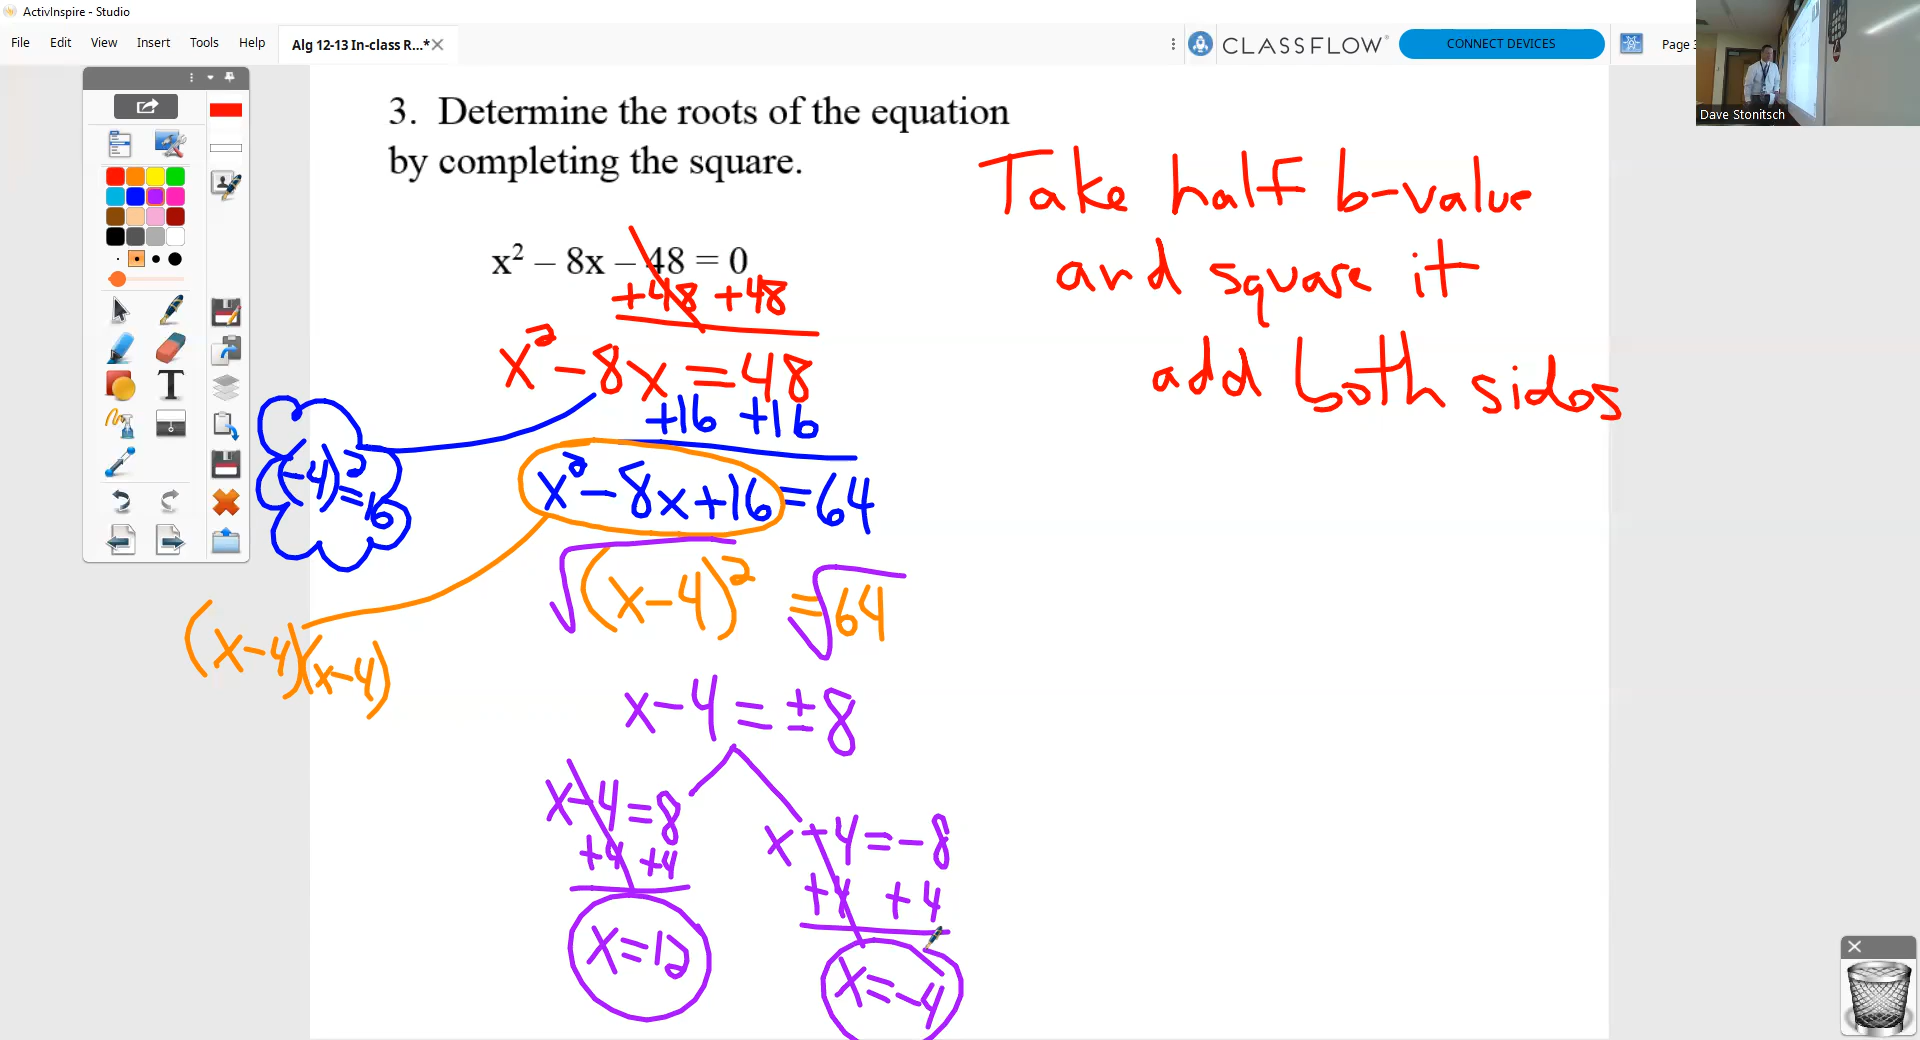 ActivInspire - Studio
File Edit View Insert Tools Help Alg 12-13 In-class R...* CLASSFLOW CONNECT DEVICES Page
Dave Stonitsch
3. Determine the roots of the equation
by completing the square.
Take half b-value
and square it
add both sides
x² – 8x – 48 = 0
+48 +48
x² - 8x = 48
+16 +16
(-4)² = 16
x² - 8x + 16 = 64
√(x-4)² = √64
(x-4)(x-4)
x-4 = ±8
x-4=8
+4 +4
x=12
x-4=-8
+4 +4
x=-4
T